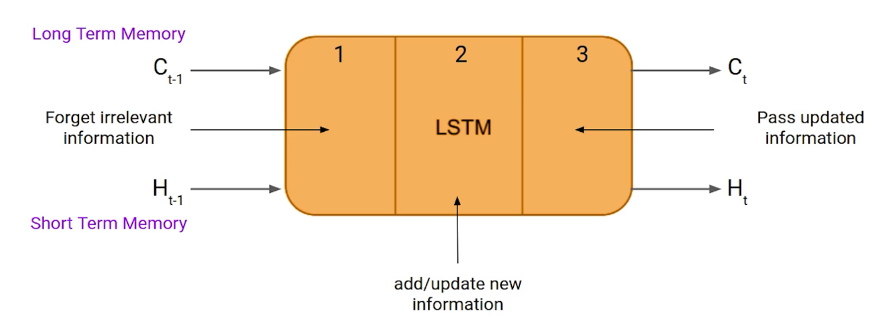 Long Term Memory
1
2
3
C t-1
C t
Forget irrelevant
information
LSTM
Pass updated
information
H t-1
H t
Short Term Memory
add/update new
information